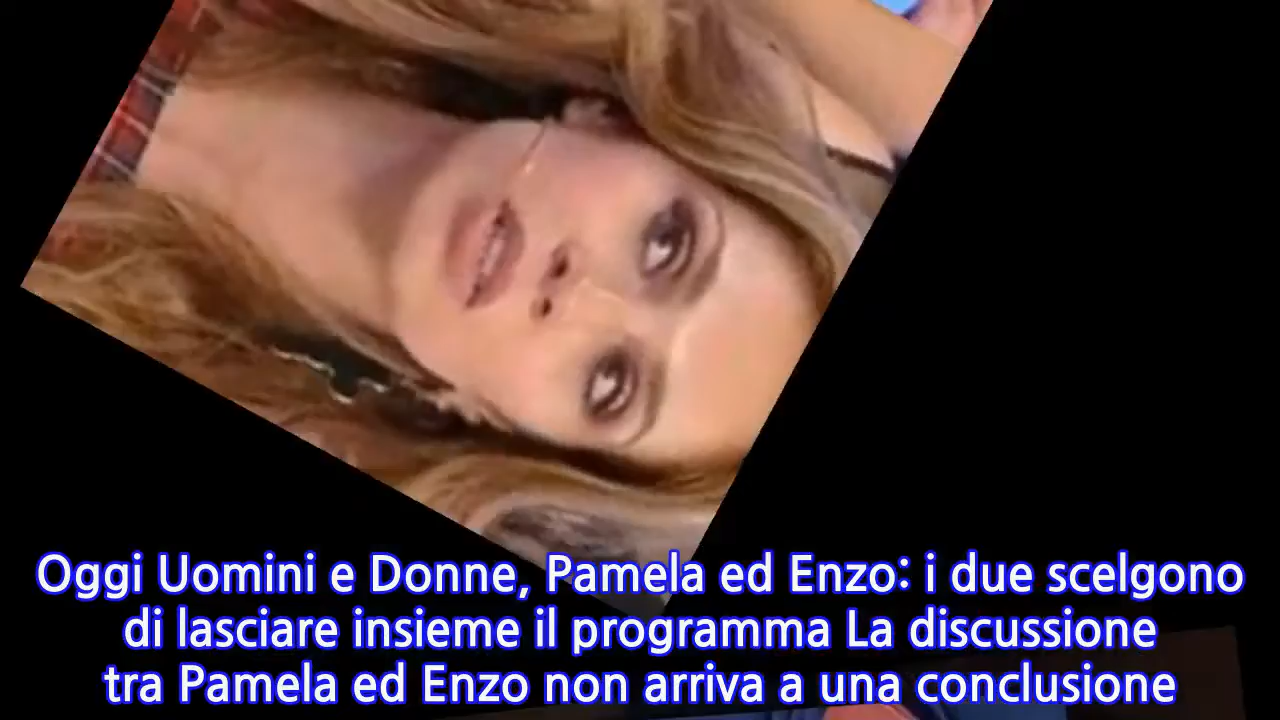 Oggi Uomini e Donne, Pamela ed Enzo: i due scelgono
di lasciare insieme il programma La discussione
tra Pamela ed Enzo non arriva a una conclusione